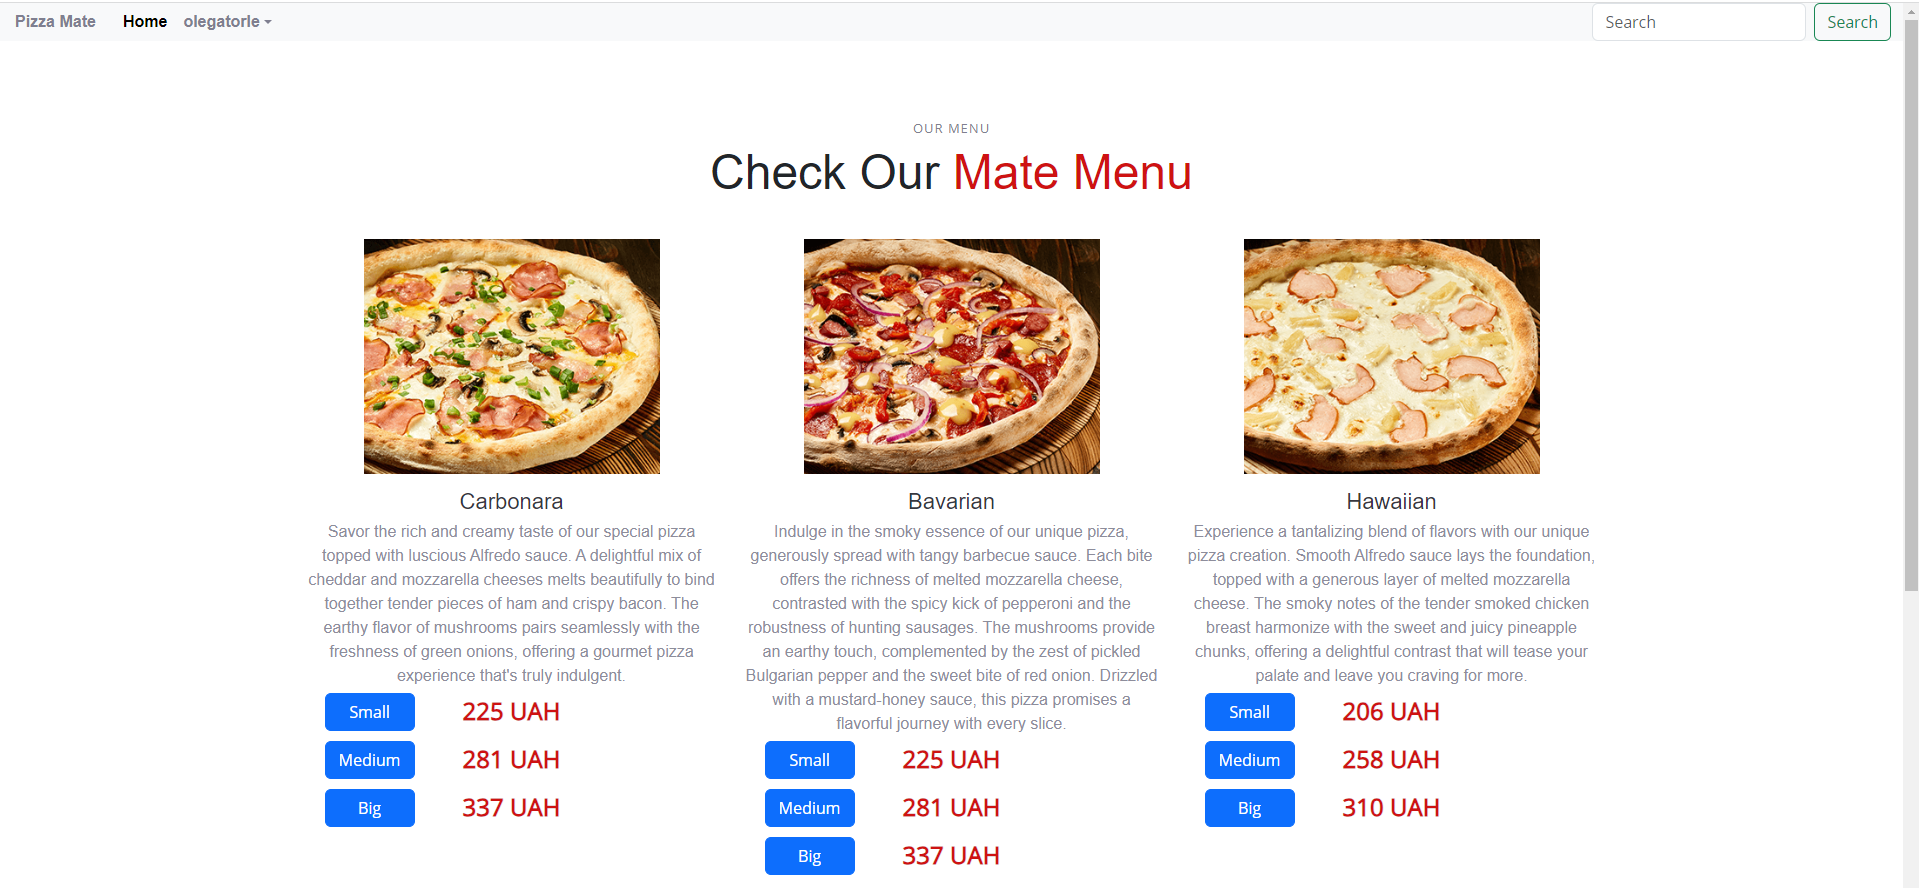 Pizza Mate Home olegatorle Search Search
OUR MENU
Check Our Mate Menu
Carbonara
Savor the rich and creamy taste of our special pizza
topped with luscious Alfredo sauce. A delightful mix of
cheddar and mozzarella cheeses melts beautifully to bind
together tender pieces of ham and crispy bacon. The
earthy flavor of mushrooms pairs seamlessly with the
freshness of green onions, offering a gourmet pizza
experience that's truly indulgent.
Small 225 UAH
Medium 281 UAH
Big 337 UAH
Bavarian
Indulge in the smoky essence of our unique pizza,
generously spread with tangy barbecue sauce. Each bite
offers the richness of melted mozzarella cheese,
contrasted with the spicy kick of pepperoni and the
robustness of hunting sausages. The mushrooms provide
an earthy touch, complemented by the zest of pickled
Bulgarian pepper and the sweet bite of red onion. Drizzled
with a mustard-honey sauce, this pizza promises a
flavorful journey with every slice.
Small 225 UAH
Medium 281 UAH
Big 337 UAH
Hawaiian
Experience a tantalizing blend of flavors with our unique
pizza creation. Smooth Alfredo sauce lays the foundation,
topped with a generous layer of melted mozzarella
cheese. The smoky notes of the tender smoked chicken
breast harmonize with the sweet and juicy pineapple
chunks, offering a delightful contrast that will tease your
palate and leave you craving for more.
Small 206 UAH
Medium 258 UAH
Big 310 UAH